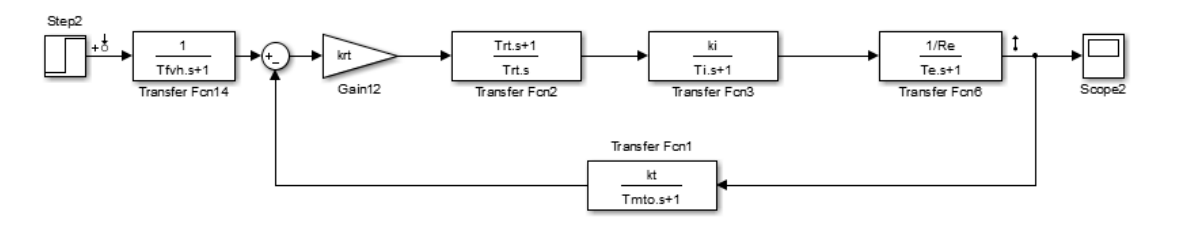 Step2
1
Tfvh.s+1
Transfer Fcn14
krt
Gain12
Trt.s+1
Trt.s
Transfer Fcn2
ki
Ti.s+1
Transfer Fcn3
1/Re
Te.s+1
Transfer Fcn6
Scope2
Transfer Fcn1
kt
Tmto.s+1